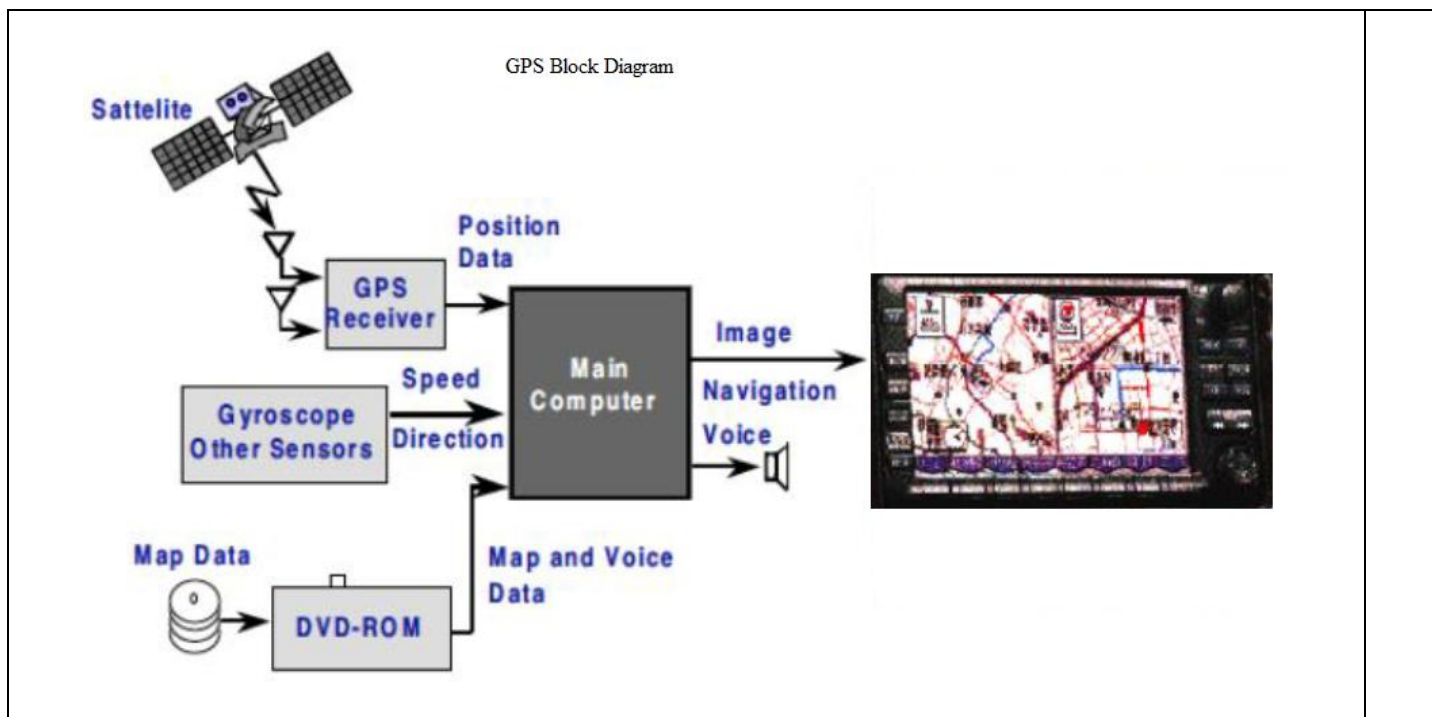 GPS Block Diagram
Sattelite
Position
Data
GPS
Receiver
Main
Computer
Image
Speed
Direction
Gyroscope
Other Sensors
Navigation
Voice
Map Data
Map and Voice
Data
DVD-ROM